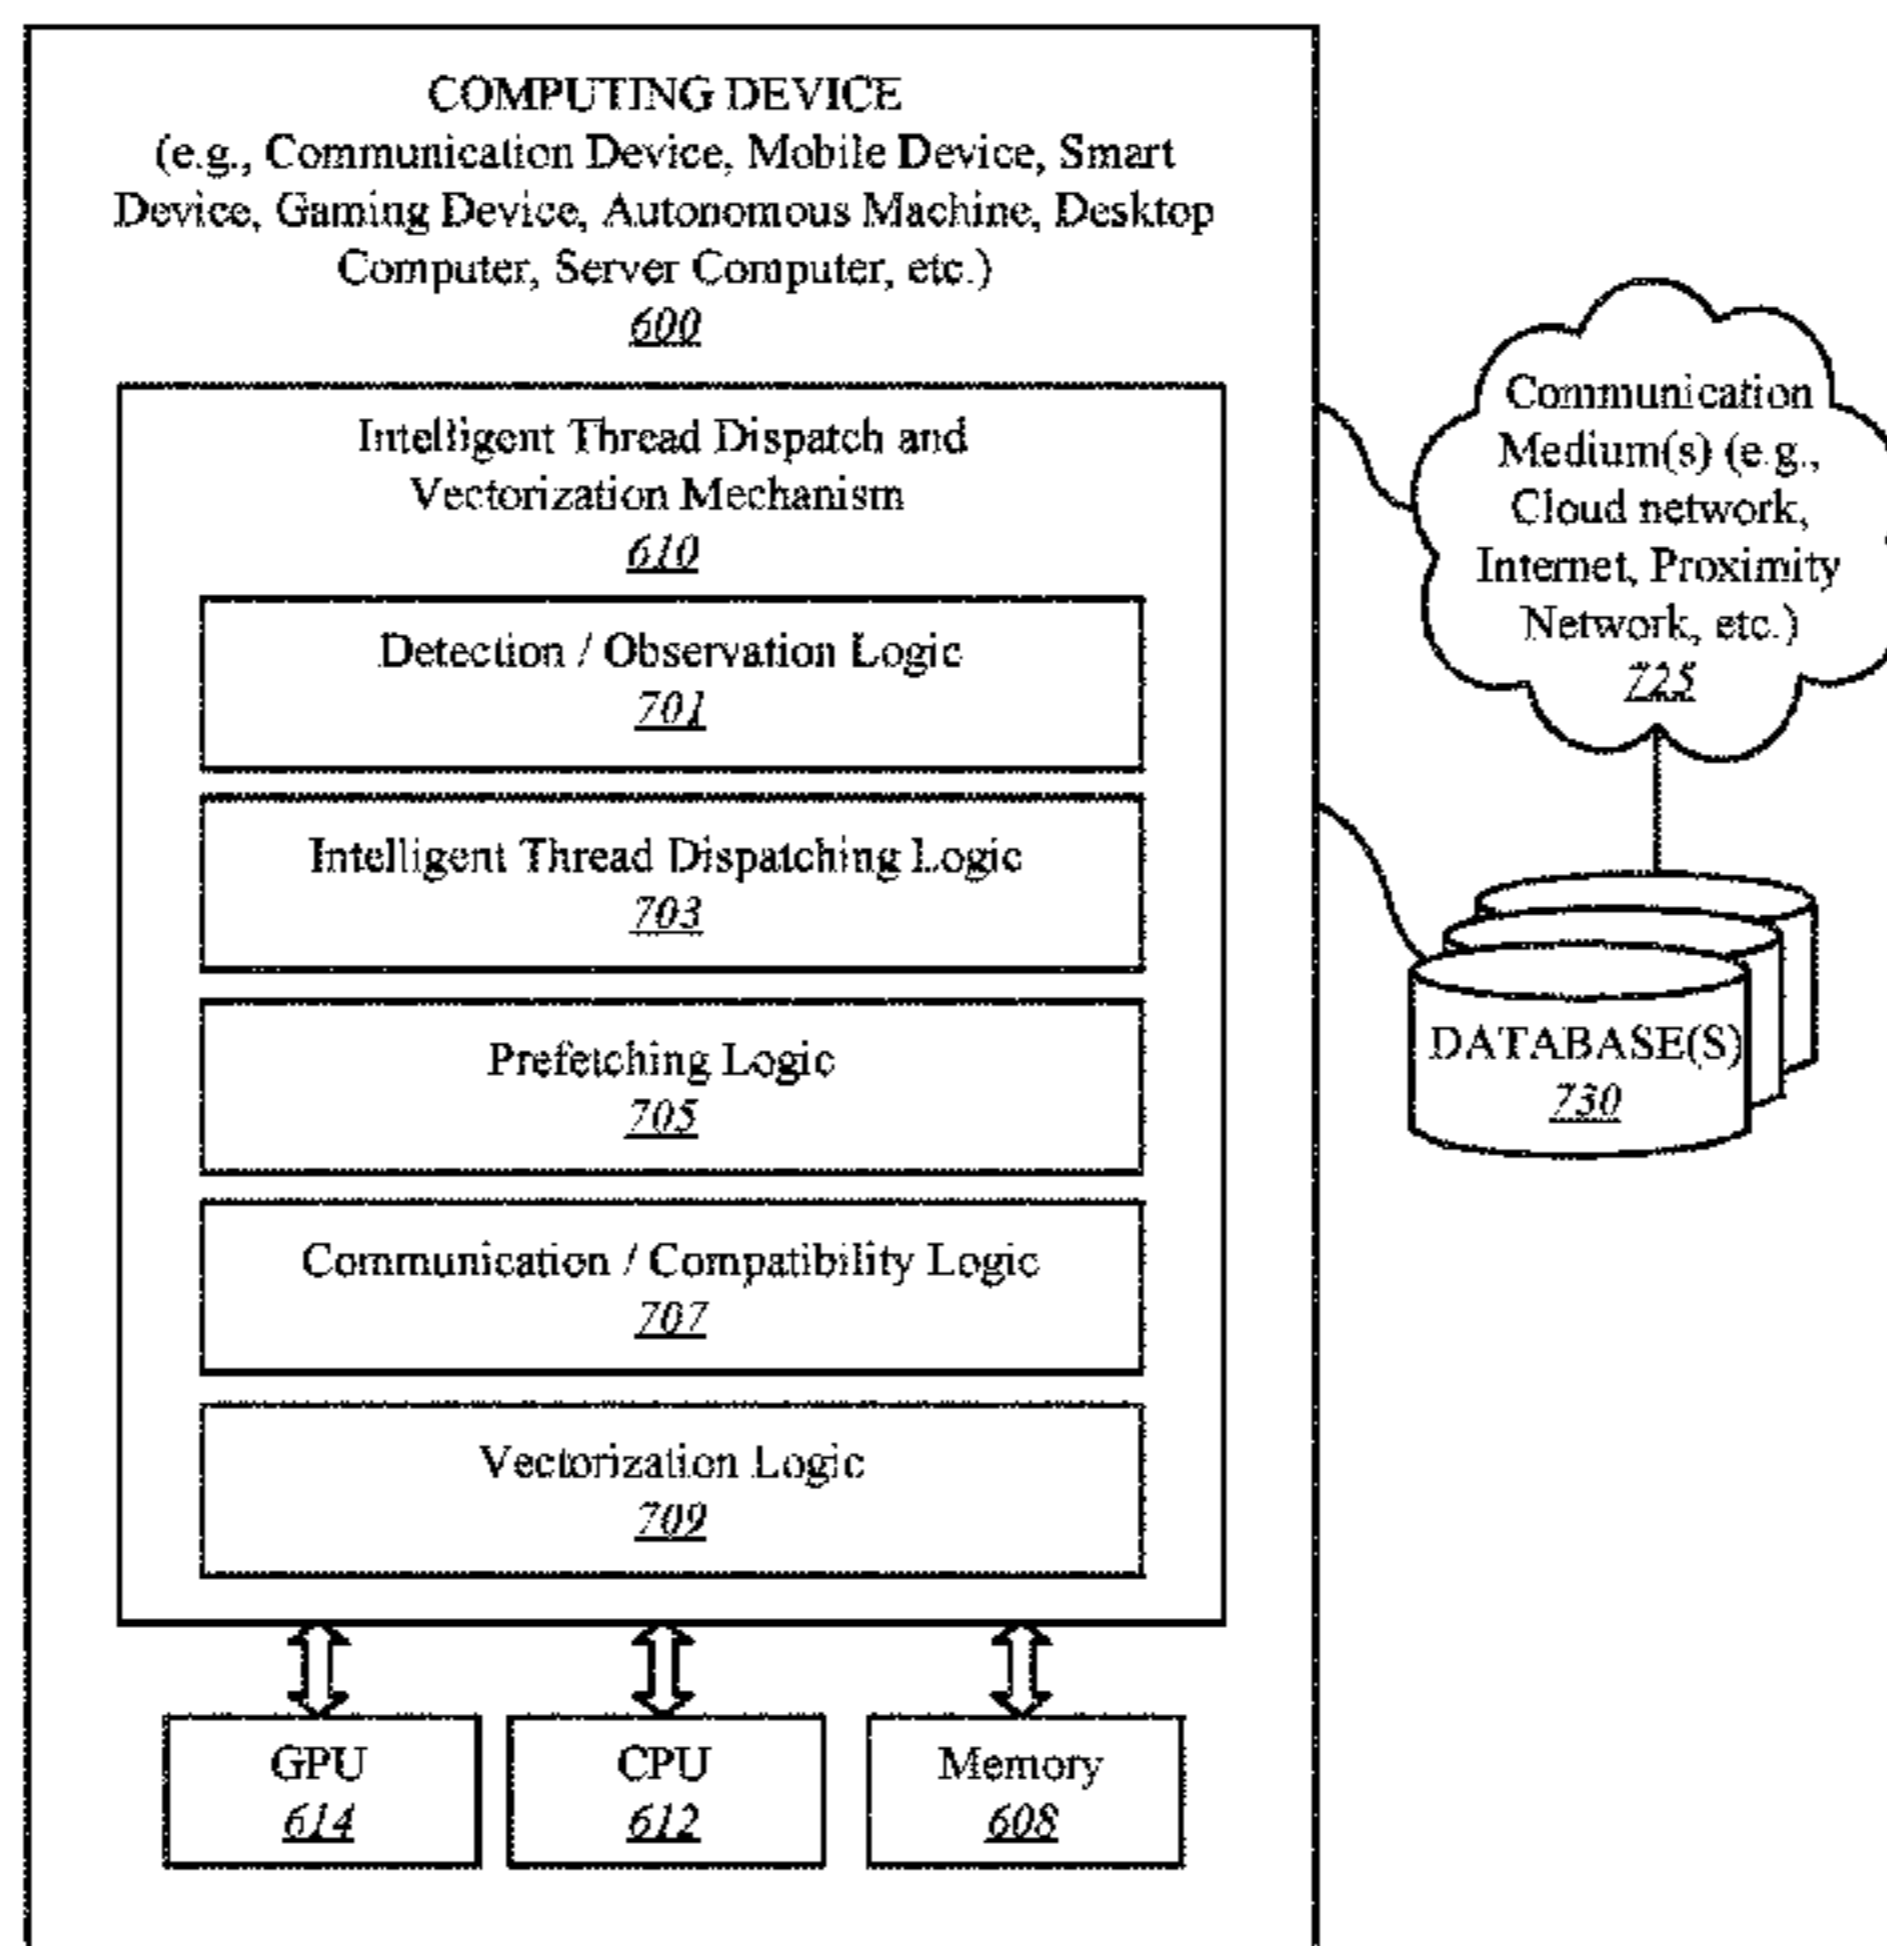 COMPUTING DEVICE
(e.g., Communication Device, Mobile Device, Smart
Device, Gaming Device, Autonomous Machine, Desktop
Computer, Server Computer, etc.)
600
Intelligent Thread Dispatch and
Vectorization Mechanism
610
Detection / Observation Logic
701
Intelligent Thread Dispatching Logic
703
Prefetching Logic
705
Communication / Compatibility Logic
707
Vectorization Logic
709
GPU
614
CPU
612
Memory
608
Communication
Medium(s) (e.g.,
Cloud network,
Internet, Proximity
Network, etc.)
725
DATABASE(S)
730